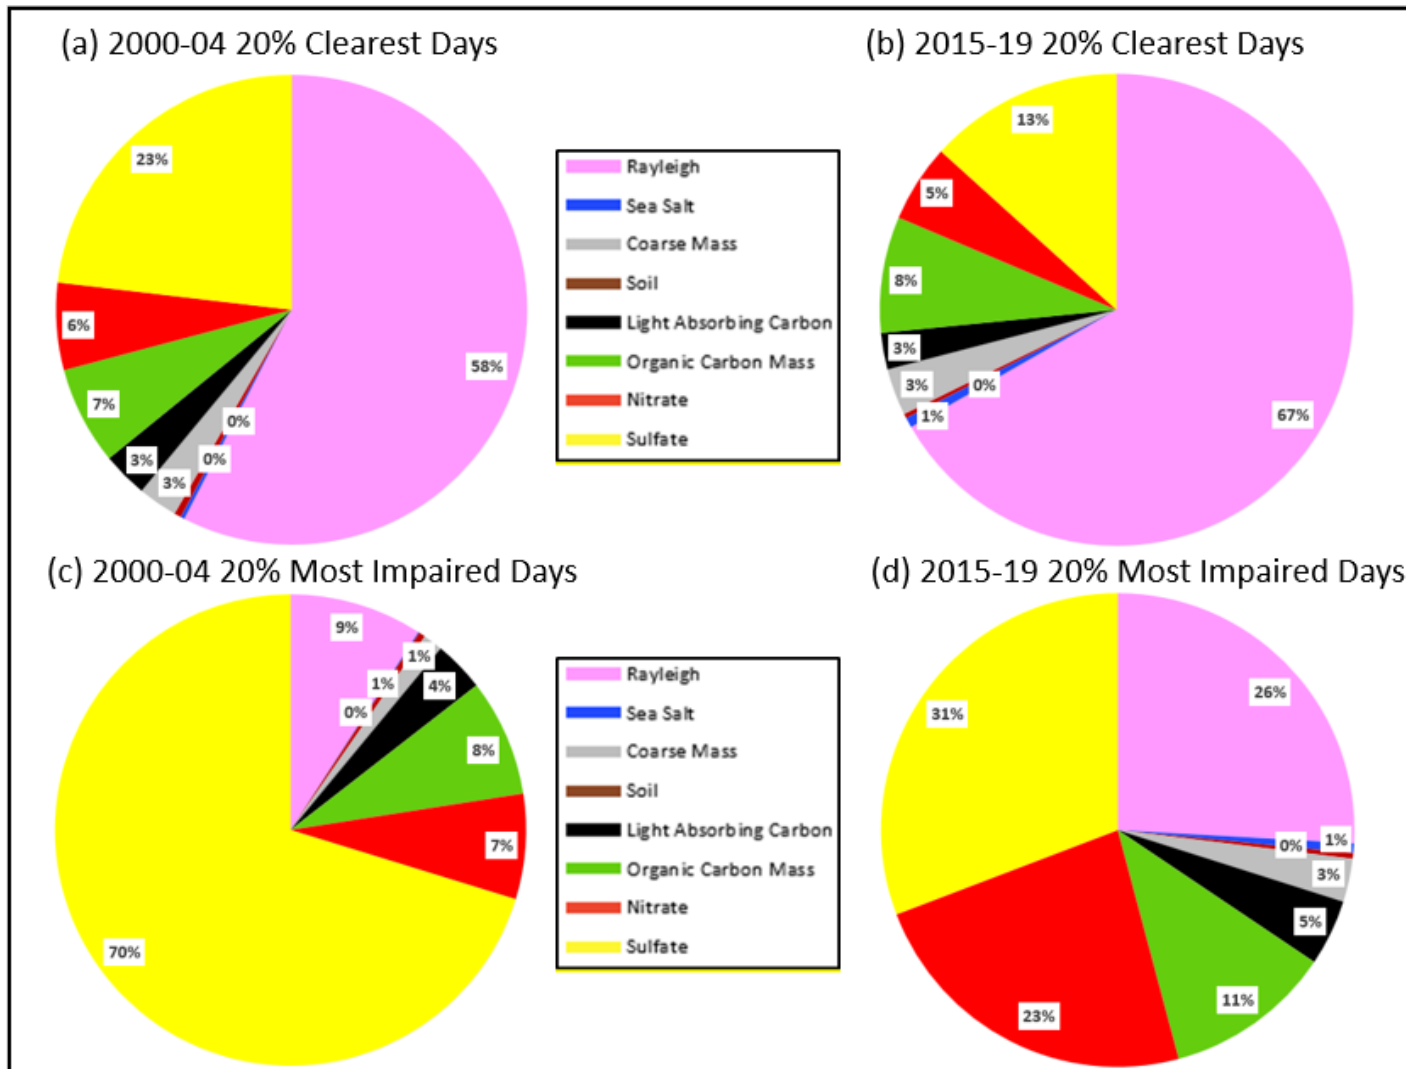 (a) 2000-04 20% Clearest Days
(b) 2015-19 20% Clearest Days
23%
6%
7%
3%
3%
0%
0%
58%
Rayleigh
Sea Salt
Coarse Mass
Soil
Light Absorbing Carbon
Organic Carbon Mass
Nitrate
Sulfate
13%
5%
8%
3%
3%
1%
0%
67%
(c) 2000-04 20% Most Impaired Days
(d) 2015-19 20% Most Impaired Days
9%
1%
1%
0%
4%
8%
7%
70%
Rayleigh
Sea Salt
Coarse Mass
Soil
Light Absorbing Carbon
Organic Carbon Mass
Nitrate
Sulfate
31%
26%
1%
0%
3%
5%
11%
23%